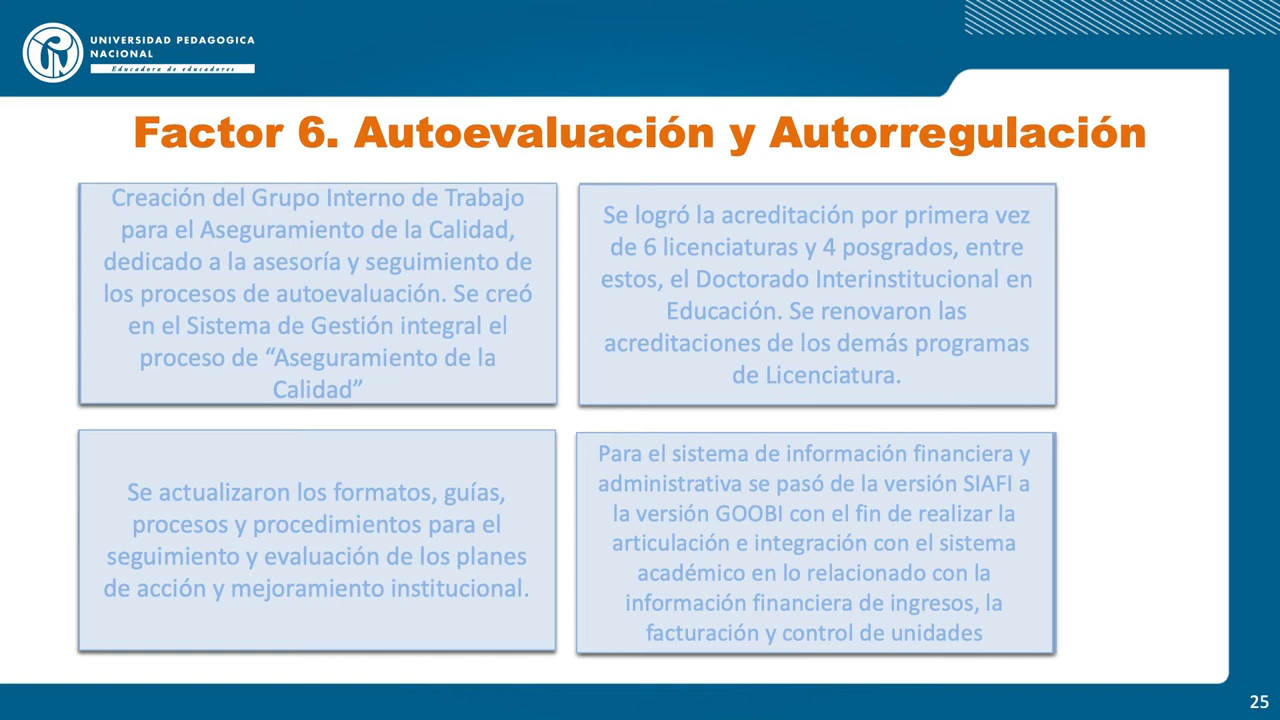 UNIVERSIDAD PEDAGOGICA
NACIONAL
Educadora de educadores
Factor 6. Autoevaluación y Autorregulación
Creación del Grupo Interno de Trabajo
para el Aseguramiento de la Calidad,
dedicado a la asesoría y seguimiento de
los procesos de autoevaluación. Se creó
en el Sistema de Gestión integral el
proceso de “Aseguramiento de la
Calidad”
Se logró la acreditación por primera vez
de 6 licenciaturas y 4 posgrados, entre
estos, el Doctorado Interinstitucional en
Educación. Se renovaron las
acreditaciones de los demás programas
de Licenciatura.
Se actualizaron los formatos, guías,
procesos y procedimientos para el
seguimiento y evaluación de los planes
de acción y mejoramiento institucional.
Para el sistema de información financiera y
administrativa se pasó de la versión SIAFI a
la versión GOOBI con el fin de realizar la
articulación e integración con el sistema
académico en lo relacionado con la
información financiera de ingresos, la
facturación y control de unidades
25